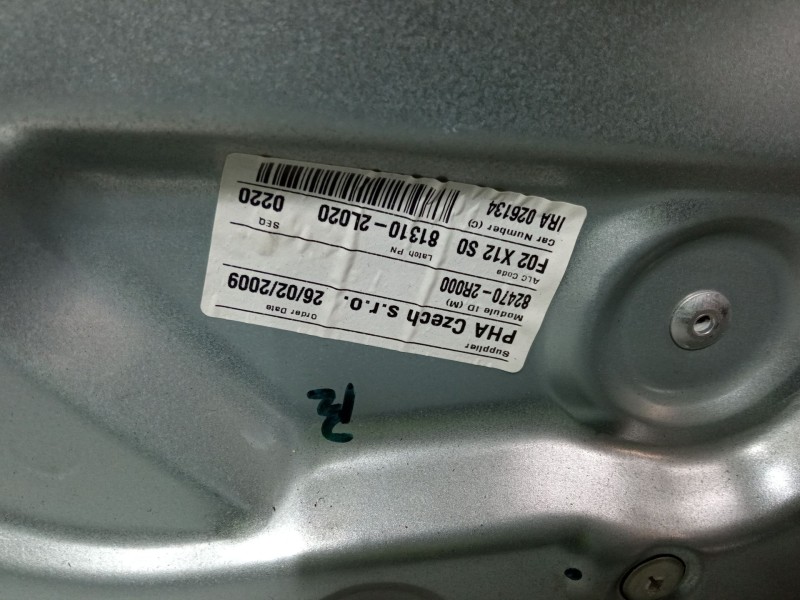 Supplier Order Date
PHA Czech s.r.o. 26/02/2009
Module ID (M)
82470-2R000
ALC Code Latch PN SEQ
F02 X12 S0 81310-2L020 0220
Car Number (C)
IRA 026134